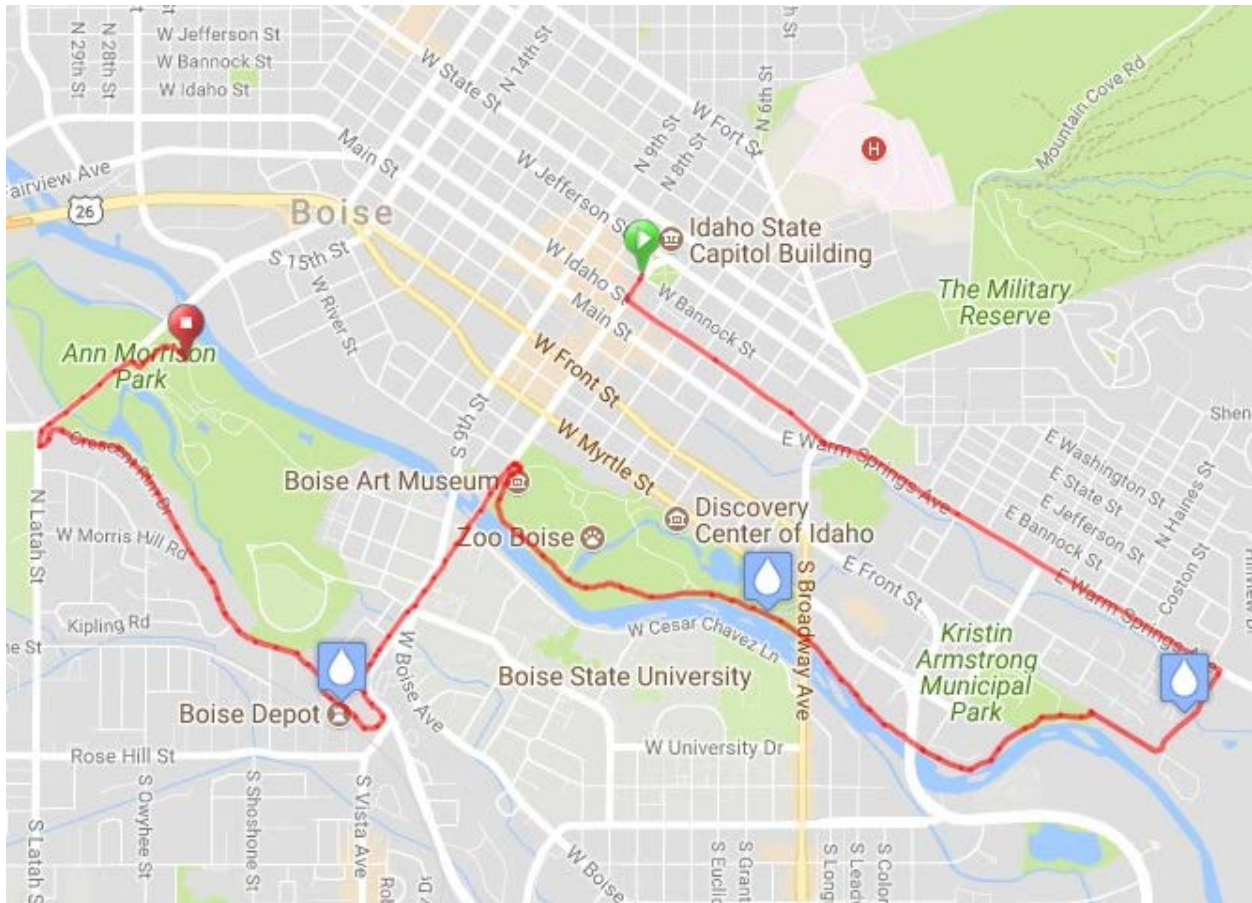 N 29th St
N 28th St
W Jefferson St
W Bannock St
W Idaho St
N 14th St
W State St
W Fort St
N 6th St
Mountain Cove Rd
H
N 9th St
N 8th St
Main St
Fairview Ave
26
Boise
W Jefferson St
Idaho State
Capitol Building
S 15th St
W River St
W Idaho St
Main St
W Bannock St
The Military
Reserve
Ann Morrison
Park
W Front St
S 9th St
W Myrtle St
E Warm Springs Ave
E Washington St
E State St
E Jefferson St
E Bannock St
N Haines St
Coston St
Crescent Rim Dr
N Latah St
W Morris Hill Rd
Boise Art Museum
Discovery
Center of Idaho
Zoo Boise
S Broadway Ave
E Front St
E Warm Springs A
Kipling Rd
W Boise Ave
W Cesar Chavez Ln
Boise State University
Kristin
Armstrong
Municipal
Park
Boise Depot
Rose Hill St
W University Dr
S Owyhee St
S Shoshone St
S Vista Ave
S Latah S
W Boise
S Euclid
S Grant
S Long
S Leadv
S Color